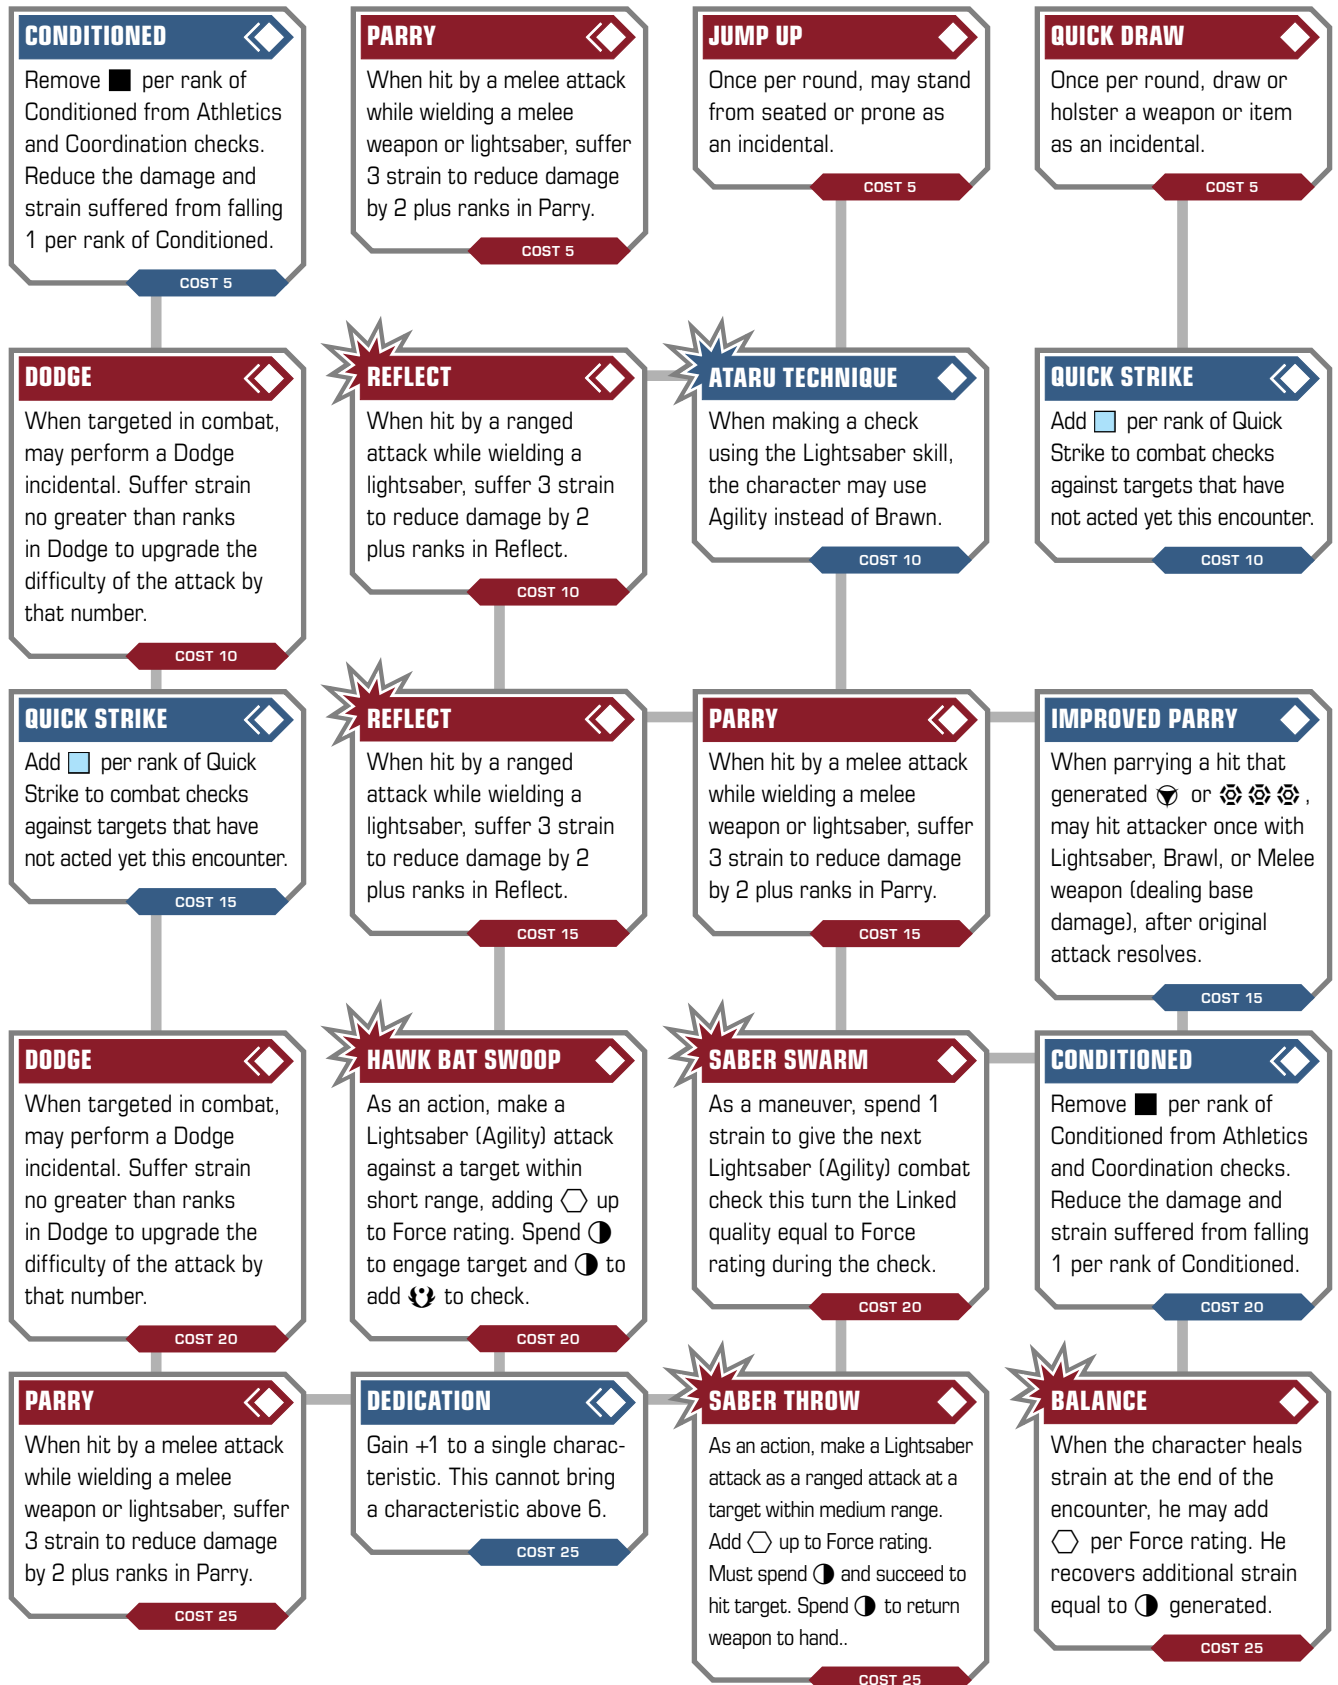 CONDITIONED
Remove per rank of
Conditioned from Athletics
and Coordination checks.
Reduce the damage and
strain suffered from falling
1 per rank of Conditioned.
COST 5
PARRY
When hit by a melee attack
while wielding a melee
weapon or lightsaber, suffer
3 strain to reduce damage
by 2 plus ranks in Parry.
COST 5
JUMP UP
Once per round, may stand
from seated or prone as
an incidental.
COST 5
QUICK DRAW
Once per round, draw or
holster a weapon or item
as an incidental.
COST 5
DODGE
When targeted in combat,
may perform a Dodge
incidental. Suffer strain
no greater than ranks
in Dodge to upgrade the
difficulty of the attack by
that number.
COST 10
REFLECT
When hit by a ranged
attack while wielding a
lightsaber, suffer 3 strain
to reduce damage by 2
plus ranks in Reflect.
COST 10
ATARU TECHNIQUE
When making a check
using the Lightsaber skill,
the character may use
Agility instead of Brawn.
COST 10
QUICK STRIKE
Add per rank of Quick
Strike to combat checks
against targets that have
not acted yet this encounter.
COST 10
QUICK STRIKE
Add per rank of Quick
Strike to combat checks
against targets that have
not acted yet this encounter.
COST 15
REFLECT
When hit by a ranged
attack while wielding a
lightsaber, suffer 3 strain
to reduce damage by 2
plus ranks in Reflect.
COST 15
PARRY
When hit by a melee attack
while wielding a melee
weapon or lightsaber, suffer
3 strain to reduce damage
by 2 plus ranks in Parry.
COST 15
IMPROVED PARRY
When parrying a hit that
generated or ,
may hit attacker once with
Lightsaber, Brawl, or Melee
weapon (dealing base
damage), after original
attack resolves.
COST 15
DODGE
When targeted in combat,
may perform a Dodge
incidental. Suffer strain
no greater than ranks
in Dodge to upgrade the
difficulty of the attack by
that number.
COST 20
HAWK BAT SWOOP
As an action, make a
Lightsaber (Agility) attack
against a target within
short range, adding up
to Force rating. Spend
to engage target and to
add to check.
COST 20
SABER SWARM
As a maneuver, spend 1
strain to give the next
Lightsaber (Agility) combat
check this turn the Linked
quality equal to Force
rating during the check.
COST 20
CONDITIONED
Remove per rank of
Conditioned from Athletics
and Coordination checks.
Reduce the damage and
strain suffered from falling
1 per rank of Conditioned.
COST 20
PARRY
When hit by a melee attack
while wielding a melee
weapon or lightsaber, suffer
3 strain to reduce damage
by 2 plus ranks in Parry.
COST 25
DEDICATION
Gain +1 to a single charac-
teristic. This cannot bring
a characteristic above 6.
COST 25
SABER THROW
As an action, make a Lightsaber
attack as a ranged attack at a
target within medium range.
Add up to Force rating.
Must spend and succeed to
hit target. Spend to return
weapon to hand..
COST 25
BALANCE
When the character heals
strain at the end of the
encounter, he may add
per Force rating. He
recovers additional strain
equal to generated.
COST 25